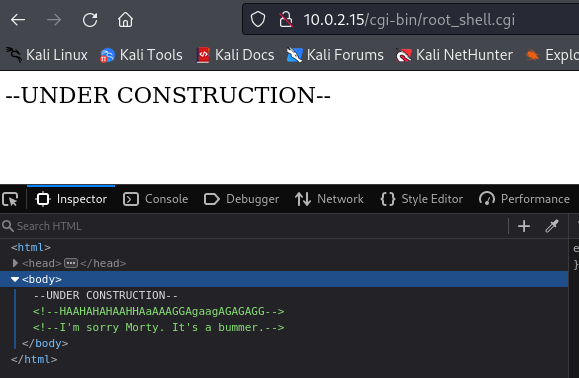 10.0.2.15/cgi-bin/root_shell.cgi
Kali Linux Kali Tools Kali Docs Kali Forums Kali NetHunter Explo
--UNDER CONSTRUCTION--
Inspector Console Debugger Network Style Editor Performance
Search HTML
<html>
<head> </head>
<body>
--UNDER CONSTRUCTION--
<!--HAAHAHAHAAHHAaAAAGGAgaagAGAGAGG-->
<!--I'm sorry Morty. It's a bummer.-->
</body>
</html>